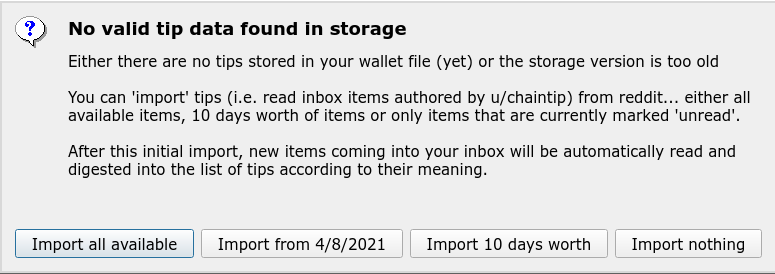 No valid tip data found in storage
Either there are no tips stored in your wallet file (yet) or the storage version is too old
You can 'import' tips (i.e. read inbox items authored by u/chaintip) from reddit... either all
available items, 10 days worth of items or only items that are currently marked 'unread'.
After this initial import, new items coming into your inbox will be automatically read and
digested into the list of tips according to their meaning.
Import all available Import from 4/8/2021 Import 10 days worth Import nothing